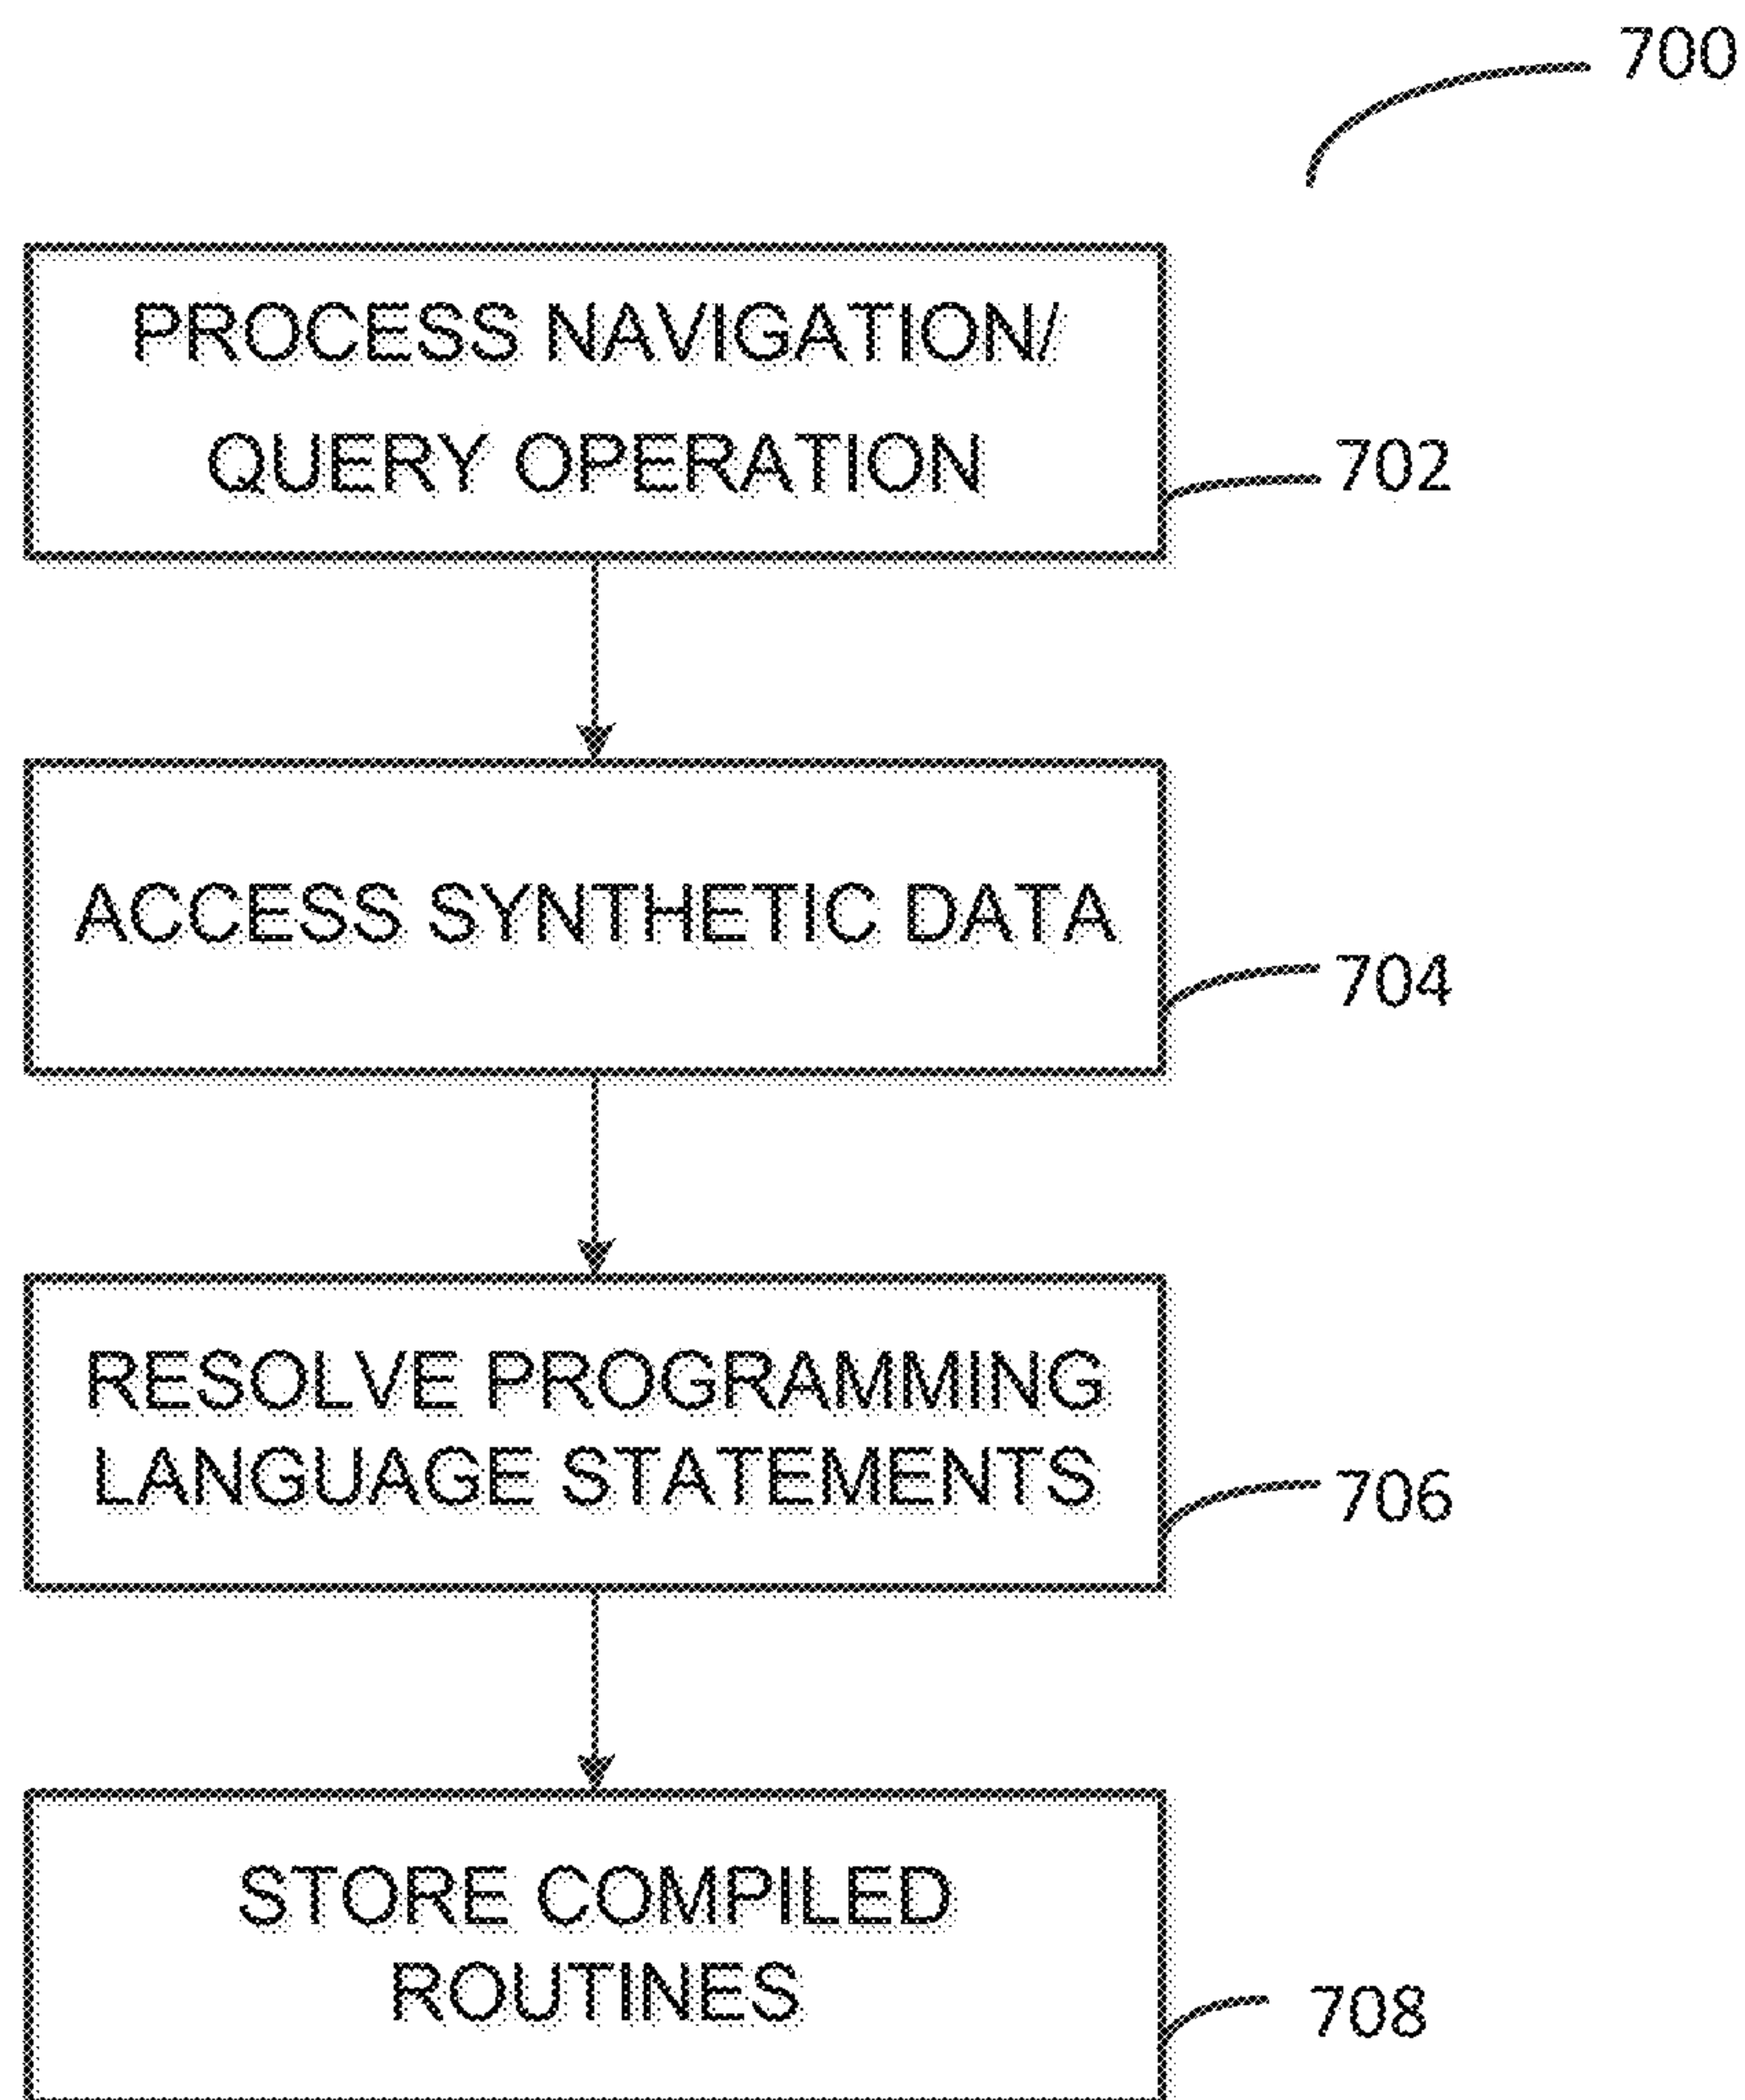 700
PROCESS NAVIGATION/
QUERY OPERATION
702
ACCESS SYNTHETIC DATA
704
RESOLVE PROGRAMMING
LANGUAGE STATEMENTS
706
STORE COMPILED
ROUTINES
708